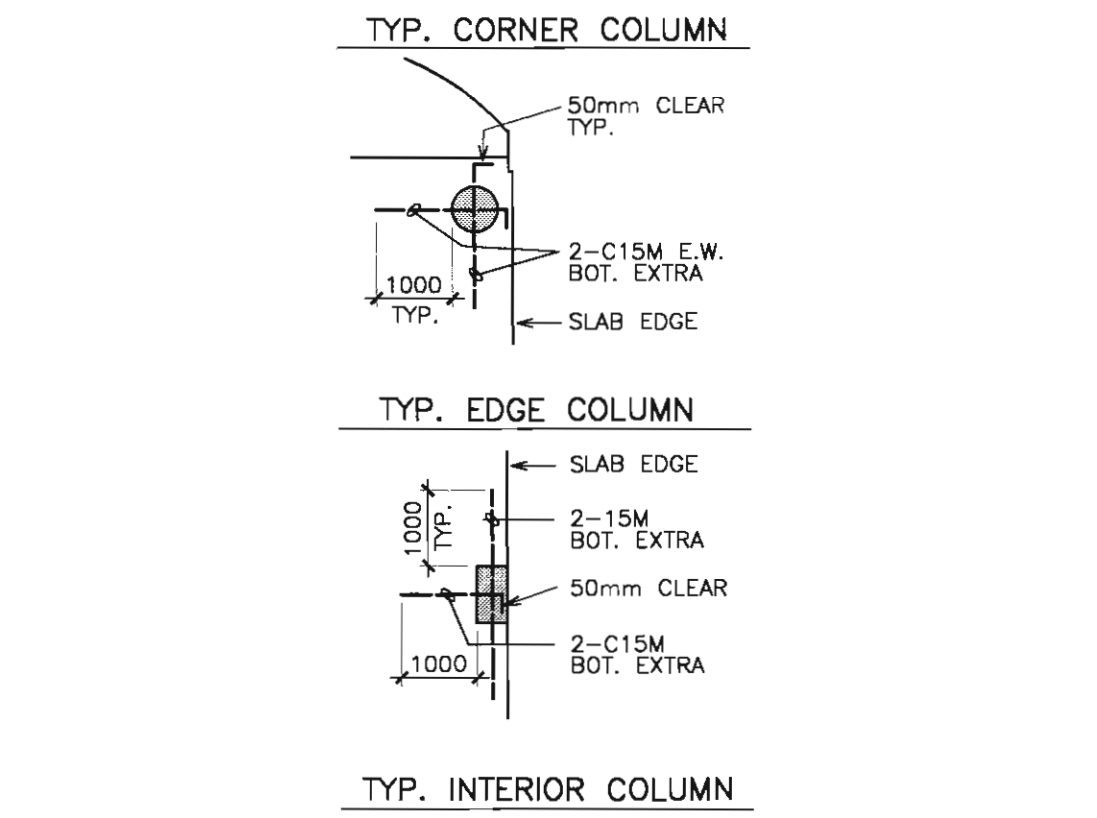 TYP. CORNER COLUMN
50mm CLEAR
TYP.
2-C15M E.W.
BOT. EXTRA
1000
TYP.
SLAB EDGE
TYP. EDGE COLUMN
SLAB EDGE
1000
TYP.
2-15M
BOT. EXTRA
50mm CLEAR
2-C15M
BOT. EXTRA
1000
TYP. INTERIOR COLUMN